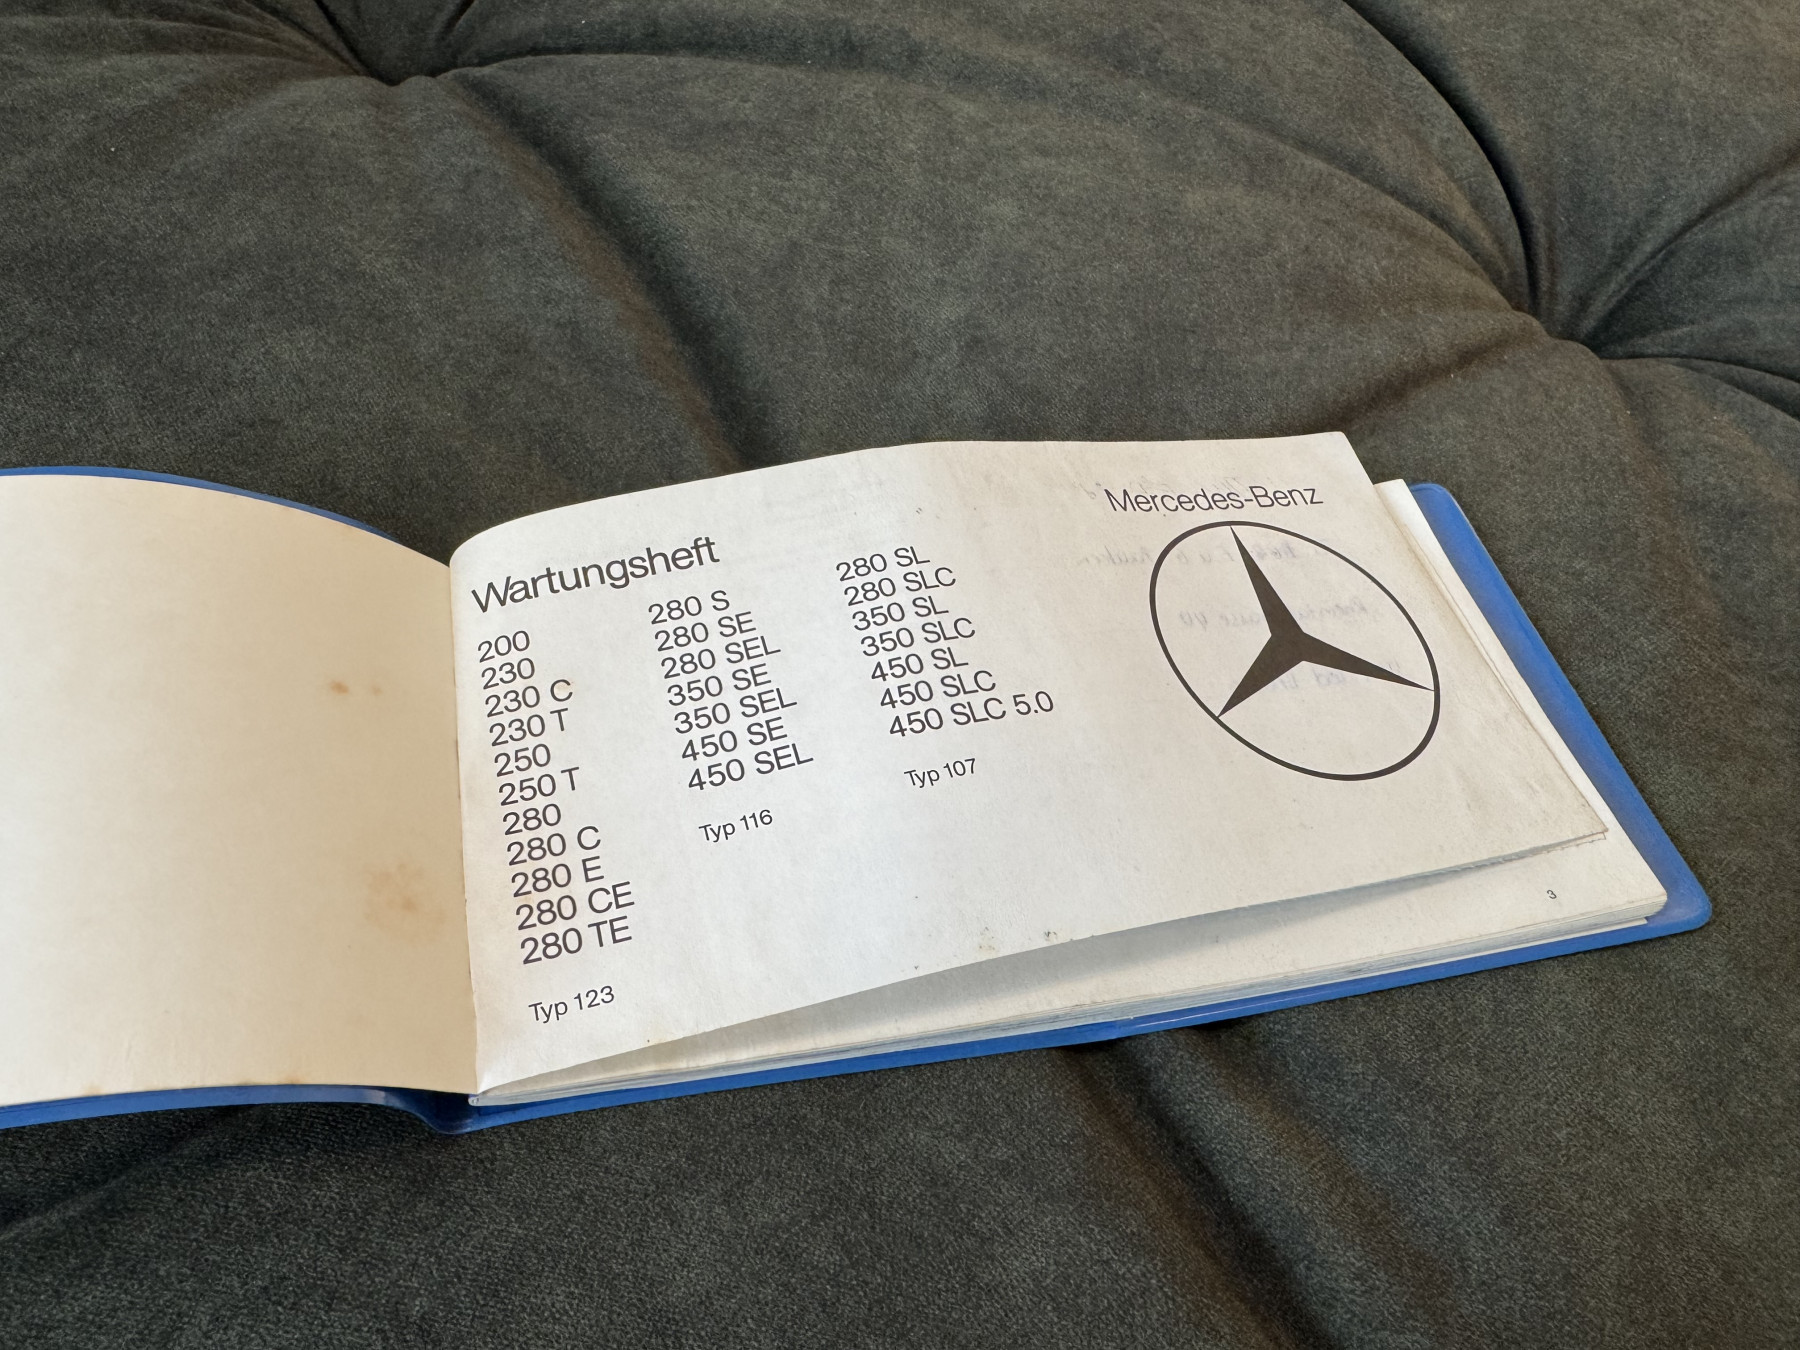 Mercedes-Benz
Wartungsheft
200
230
230 C
230 T
250
250 T
280
280 C
280 E
280 CE
280 TE
Typ 123
280 S
280 SE
280 SEL
350 SE
350 SEL
450 SE
450 SEL
Typ 116
280 SL
280 SLC
350 SL
350 SLC
450 SL
450 SLC
450 SLC 5.0
Typ 107
3